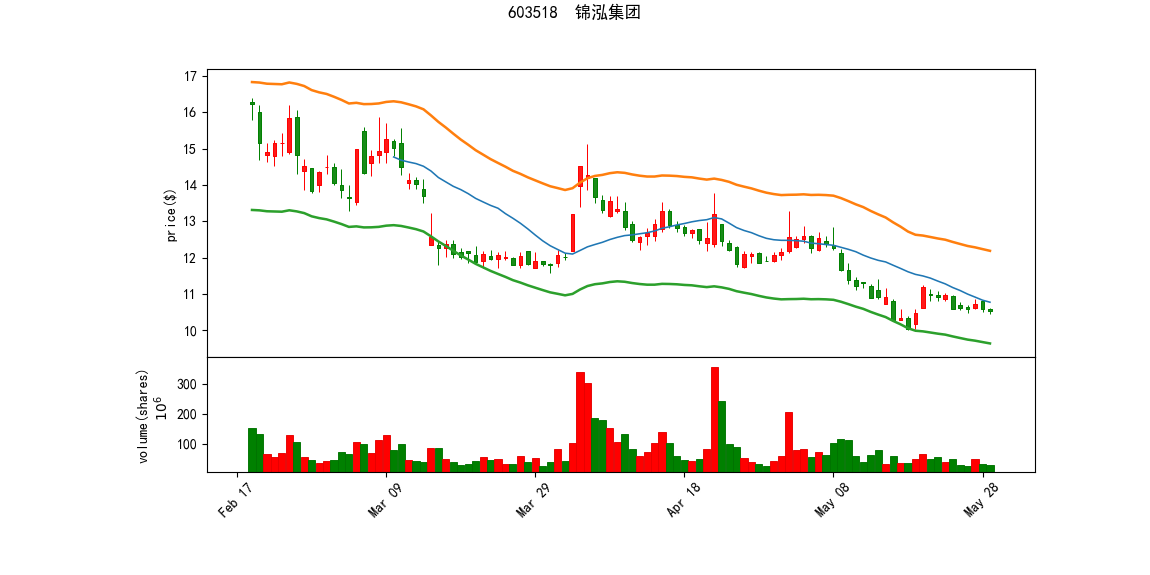 603518 锦泓集团
price($)
17
16
15
14
13
12
11
10
volume(shares)
10^6
300
200
100
Feb 17
Mar 09
Mar 29
Apr 18
May 08
May 28